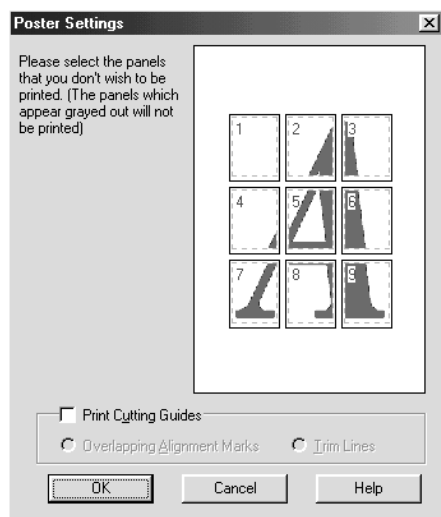 Poster Settings
Please select the panels
that you don't wish to be
printed. (The panels which
appear grayed out will not
be printed)
1 2 3
4 5 6
7 8 9
Print Cutting Guides
Overlapping Alignment Marks Trim Lines
OK Cancel Help